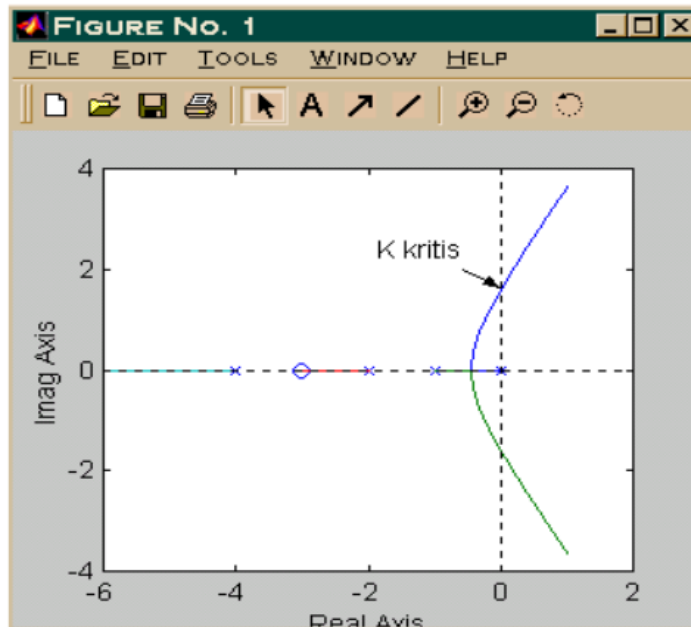 FIGURE No. 1
FILE EDIT TOOLS WINDOW HELP
A
4
2
0
-2
-4
K kritis
Imag Axis
-6 -4 -2 0 2
Real Axis